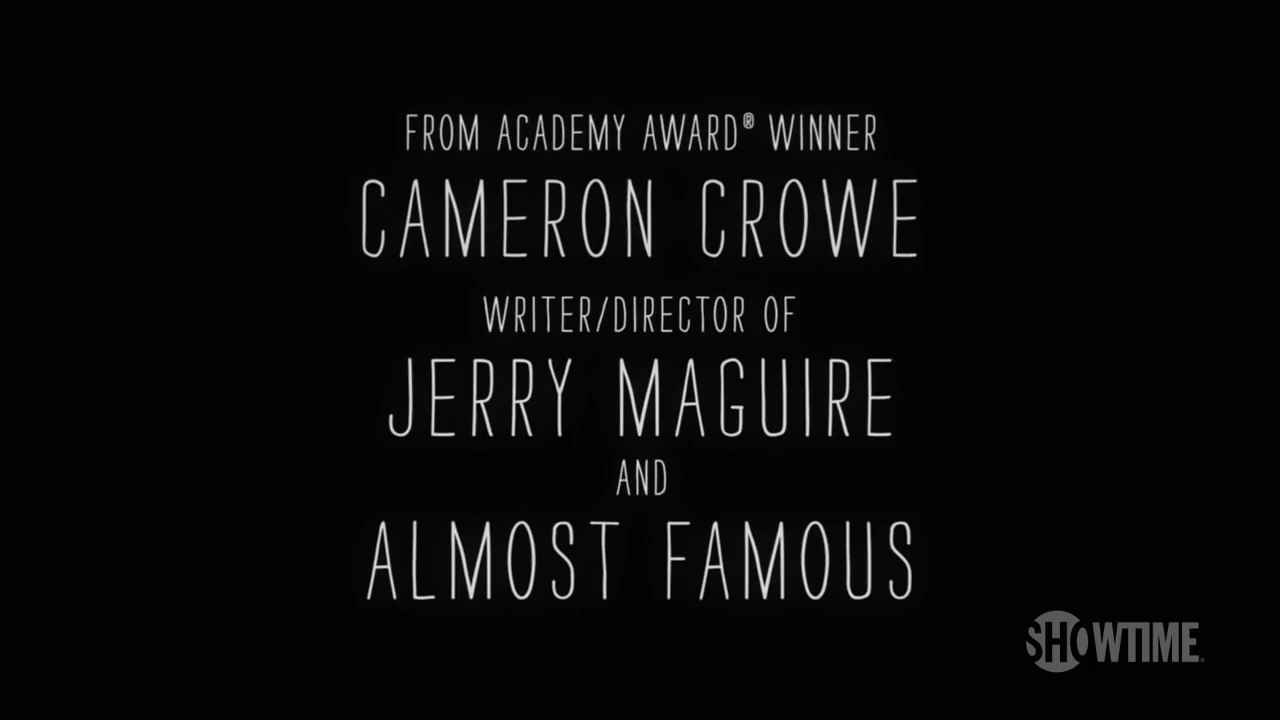 FROM ACADEMY AWARD® WINNER
CAMERON CROWE
WRITER/DIRECTOR OF
JERRY MAGUIRE
AND
ALMOST FAMOUS
SHOWTIME